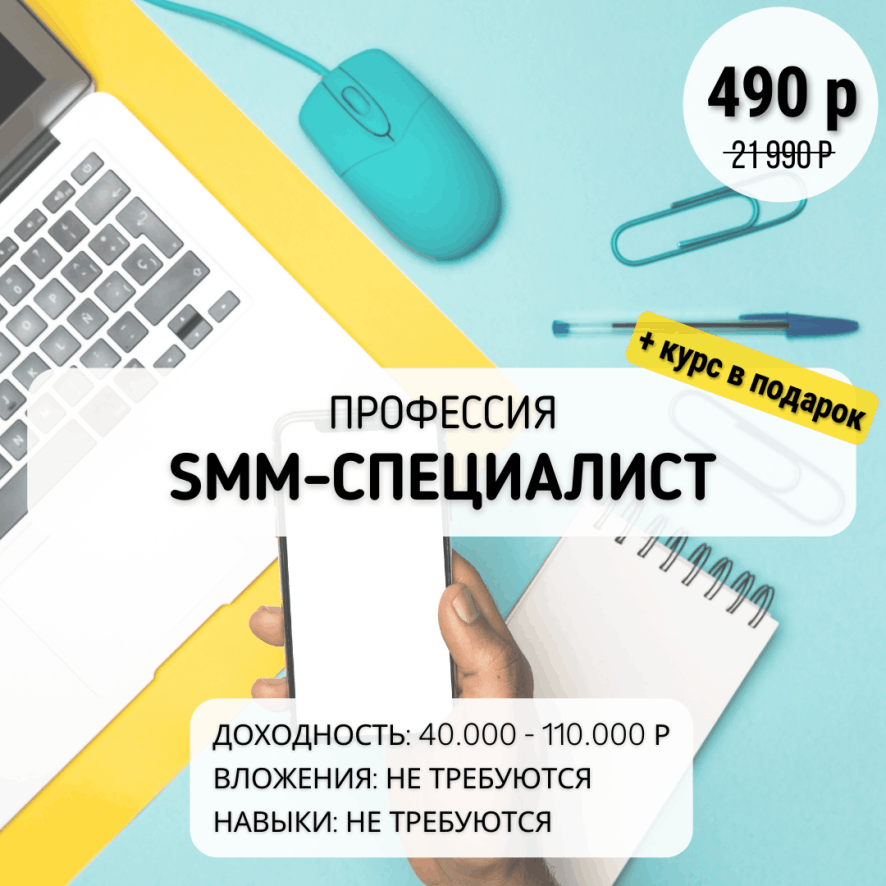 490 р
21 990 Р
+ курс в подарок
ПРОФЕССИЯ
SMM-СПЕЦИАЛИСТ
ДОХОДНОСТЬ: 40.000 - 110.000 Р
ВЛОЖЕНИЯ: НЕ ТРЕБУЮТСЯ
НАВЫКИ: НЕ ТРЕБУЮТСЯ